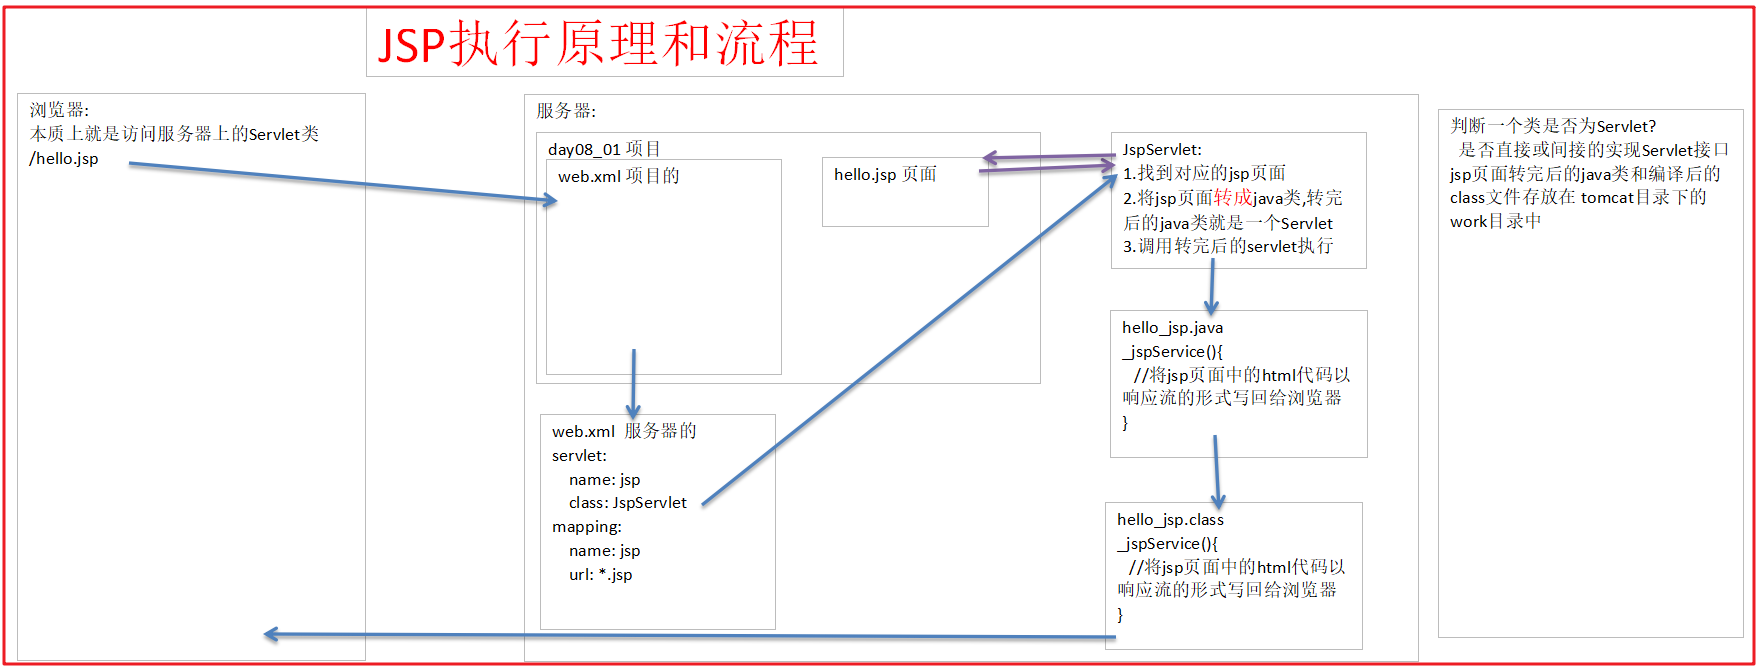 JSP执行原理和流程
浏览器:
本质上就是访问服务器上的Servlet类
/hello.jsp
服务器:
day08_01 项目
web.xml 项目的
hello.jsp 页面
web.xml  服务器的
servlet:
name: jsp
class: JspServlet
mapping:
name: jsp
url: *.jsp
JspServlet:
1.找到对应的jsp页面
2.将jsp页面转成java类,转完
后的java类就是一个Servlet
3.调用转完后的servlet执行
hello_jsp.java
_jspService(){
//将jsp页面中的html代码以
响应流的形式写回给浏览器
}
hello_jsp.class
_jspService(){
//将jsp页面中的html代码以
响应流的形式写回给浏览器
}
判断一个类是否为Servlet?
是否直接或间接的实现Servlet接口
jsp页面转完后的java类和编译后的
class文件存放在 tomcat目录下的
work目录中